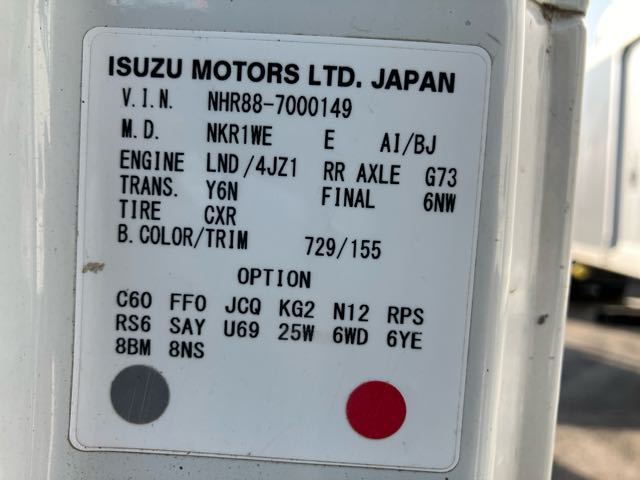 ISUZU MOTORS LTD. JAPAN
V.I.N. NHR88-7000149
M.D. NKR1WE E AI/BJ
ENGINE LND/4JZ1 RR AXLE G73
TRANS. Y6N FINAL 6NW
TIRE CXR
B.COLOR/TRIM 729/155
OPTION
C60 FF0 JCQ KG2 N12 RPS
RS6 SAY U69 25W 6WD 6YE
8BM 8NS